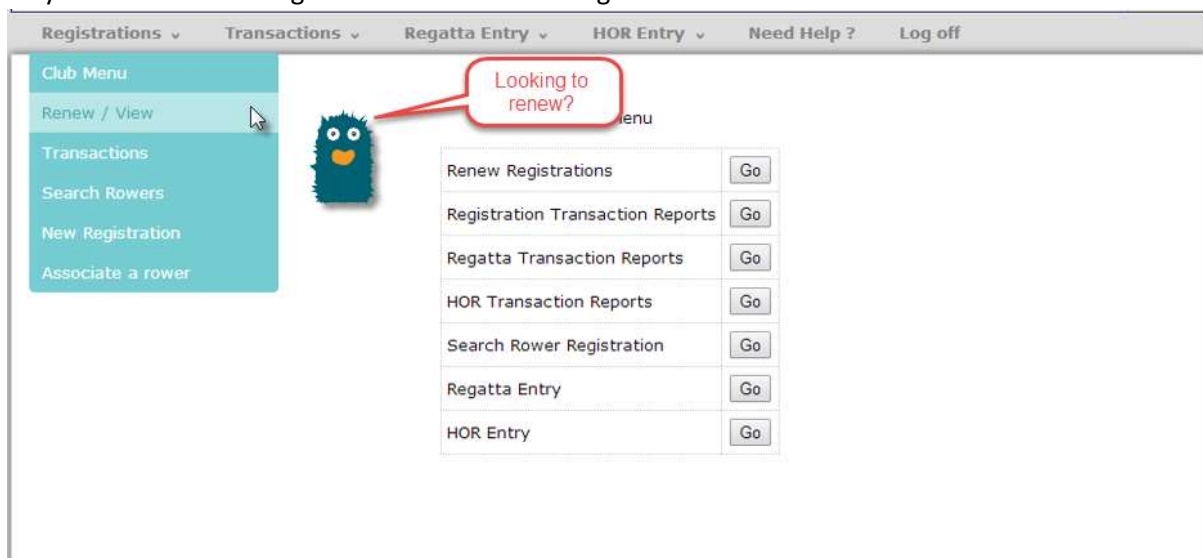 Registrations Transactions Regatta Entry HOR Entry Need Help ? Log off
Club Menu
Renew / View
Transactions
Search Rowers
New Registration
Associate a rower
Looking to
renew?
Renew Registrations Go
Registration Transaction Reports Go
Regatta Transaction Reports Go
HOR Transaction Reports Go
Search Rower Registration Go
Regatta Entry Go
HOR Entry Go